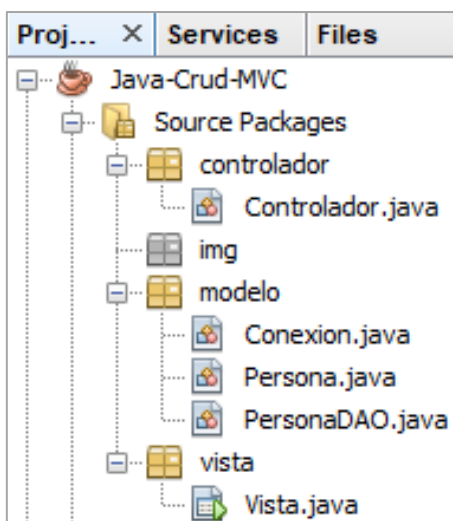 Proj... × Services Files
Java-Crud-MVC
Source Packages
controlador
Controlador.java
img
modelo
Conexion.java
Persona.java
PersonaDAO.java
vista
Vista.java